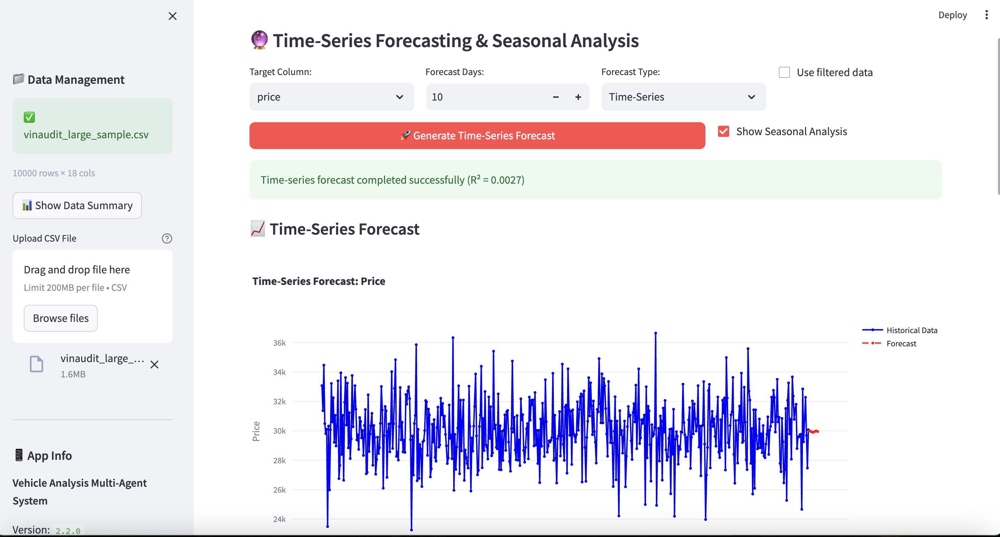 Data Management
vinaudit_large_sample.csv
10000 rows × 18 cols
Show Data Summary
Upload CSV File
Drag and drop file here
Limit 200MB per file • CSV
Browse files
vinaudit_large_...
1.6MB
App Info
Vehicle Analysis Multi-Agent
System
Version: 2.2.0
Deploy
Time-Series Forecasting & Seasonal Analysis
Target Column:
price
Forecast Days:
10
Forecast Type:
Time-Series
Use filtered data
Generate Time-Series Forecast
Show Seasonal Analysis
Time-series forecast completed successfully (R² = 0.0027)
Time-Series Forecast
Time-Series Forecast: Price
Historical Data
Forecast
36k
34k
32k
30k
28k
26k
24k
Price